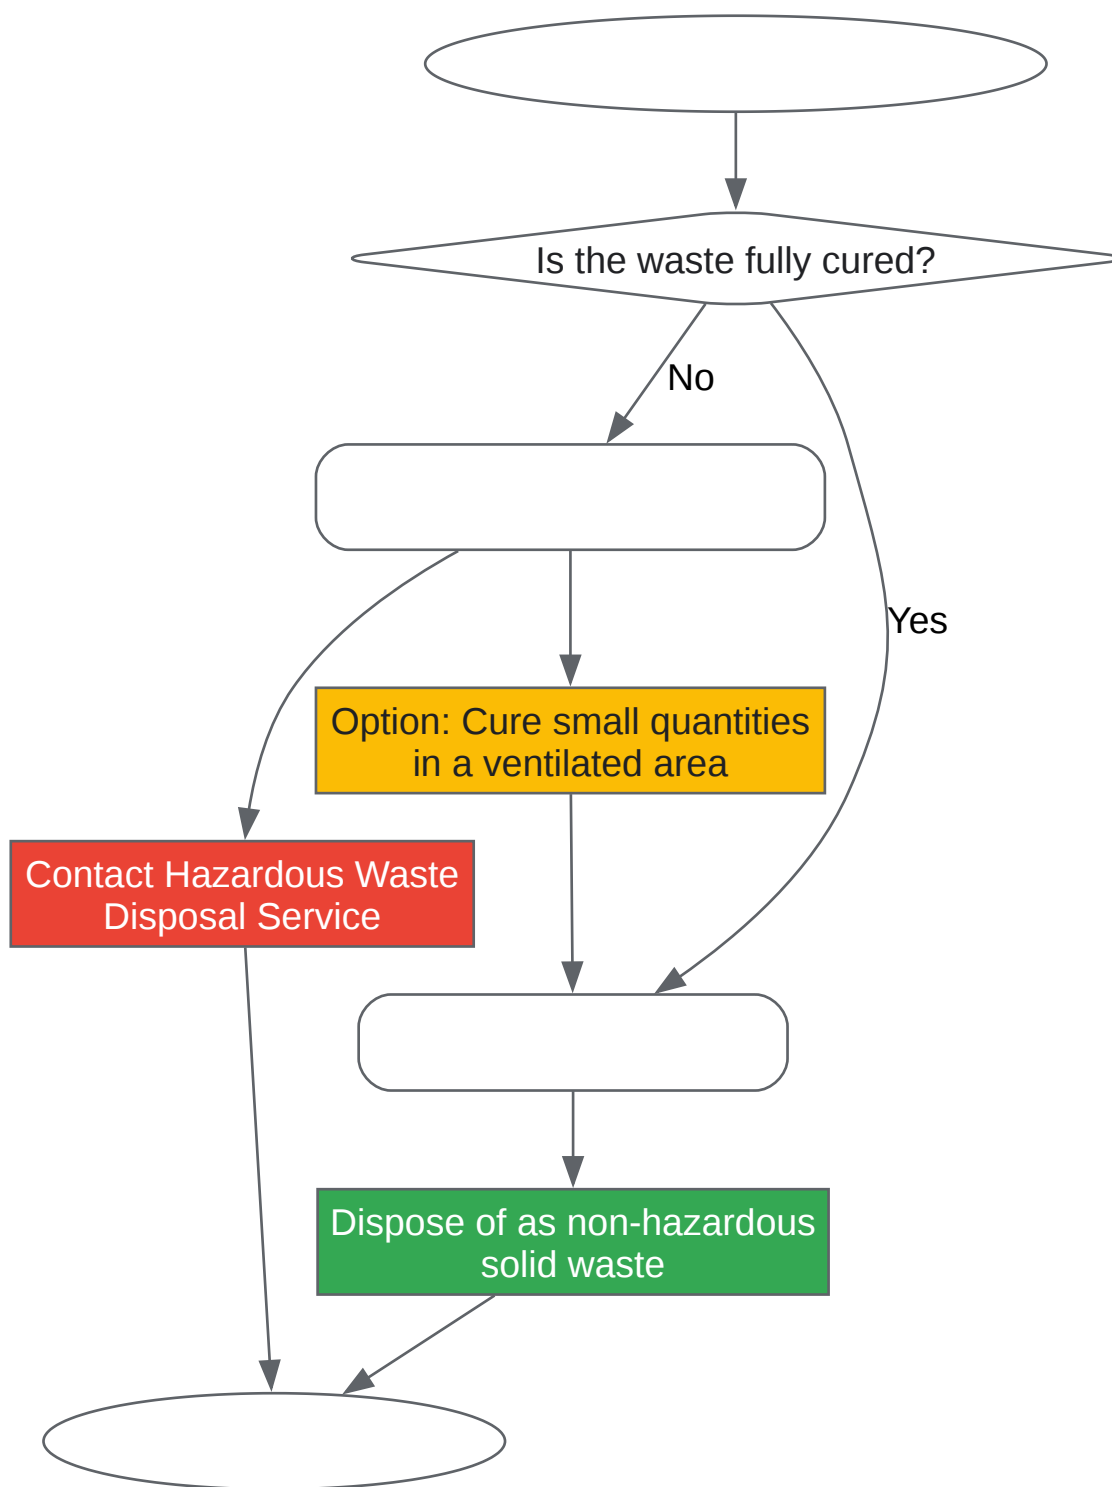 Is the waste fully cured?
No
Yes
Option: Cure small quantities
in a ventilated area
Contact Hazardous Waste
Disposal Service
Dispose of as non-hazardous
solid waste